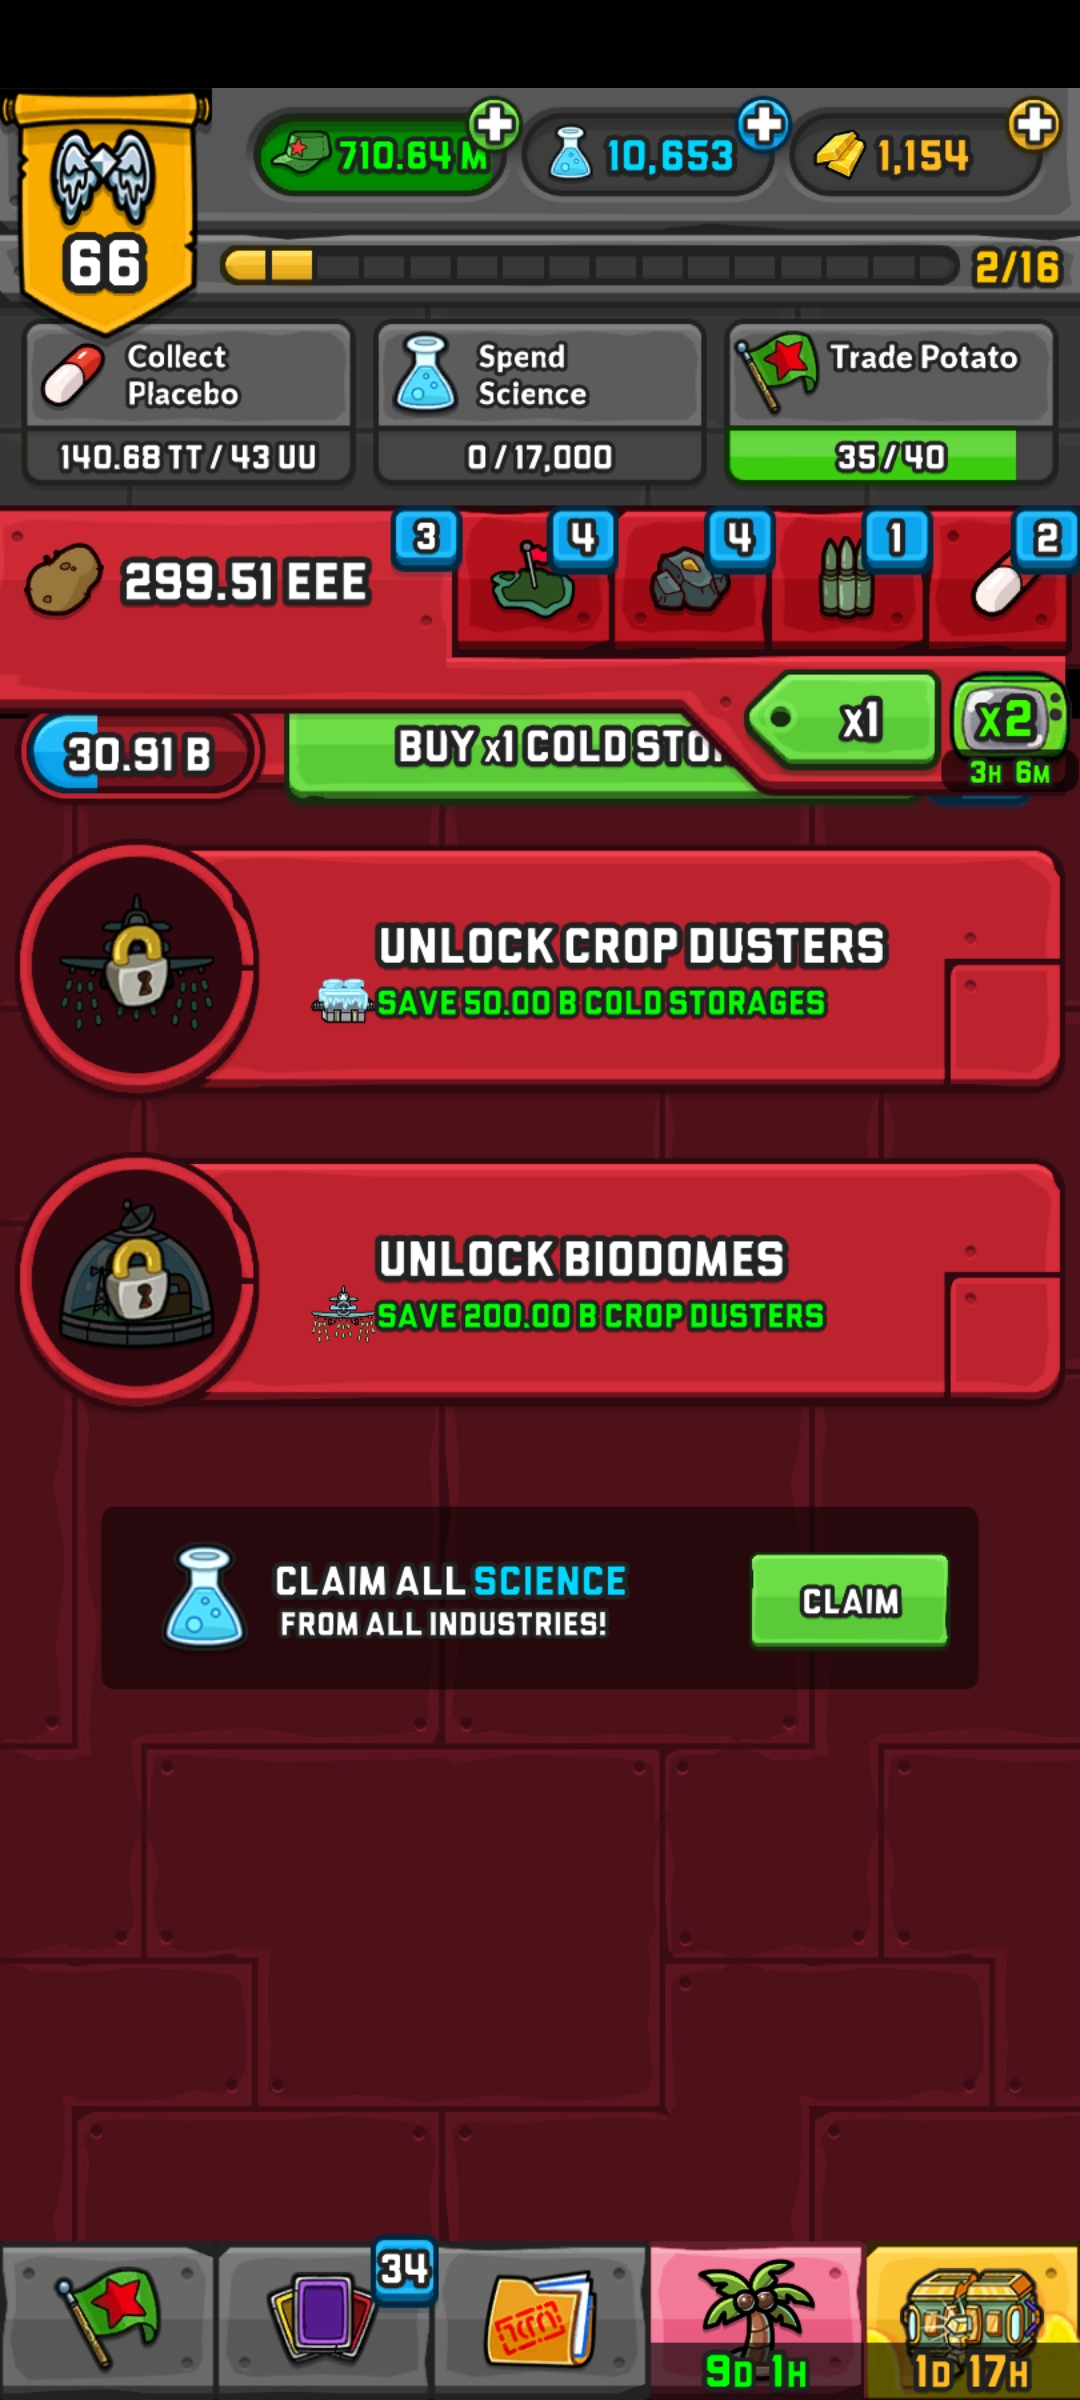 710.64 M
10,653
1,154
66
2/16
Collect
Placebo
140.68 TT / 43 UU
Spend
Science
0 / 17,000
Trade Potato
35 / 40
299.51 EEE
3
4
4
1
2
30.91 B
BUY x1 COLD STO
x1
x2
3H 6M
UNLOCK CROP DUSTERS
SAVE 50.00 B COLD STORAGES
UNLOCK BIODOMES
SAVE 200.00 B CROP DUSTERS
CLAIM ALL SCIENCE
FROM ALL INDUSTRIES!
CLAIM
34
9D 1H
1D 17H